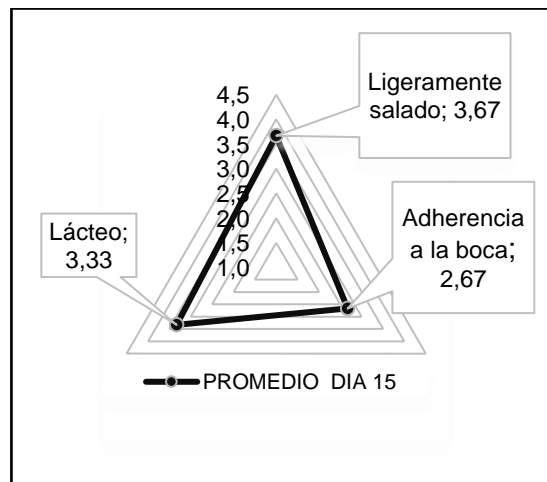 4,5
4,0
3,5
3,0
2,5
2,0
1,5
1,0
Ligeramente
salado; 3,67
Adherencia
a la boca;
2,67
Lácteo;
3,33
PROMEDIO DIA 15